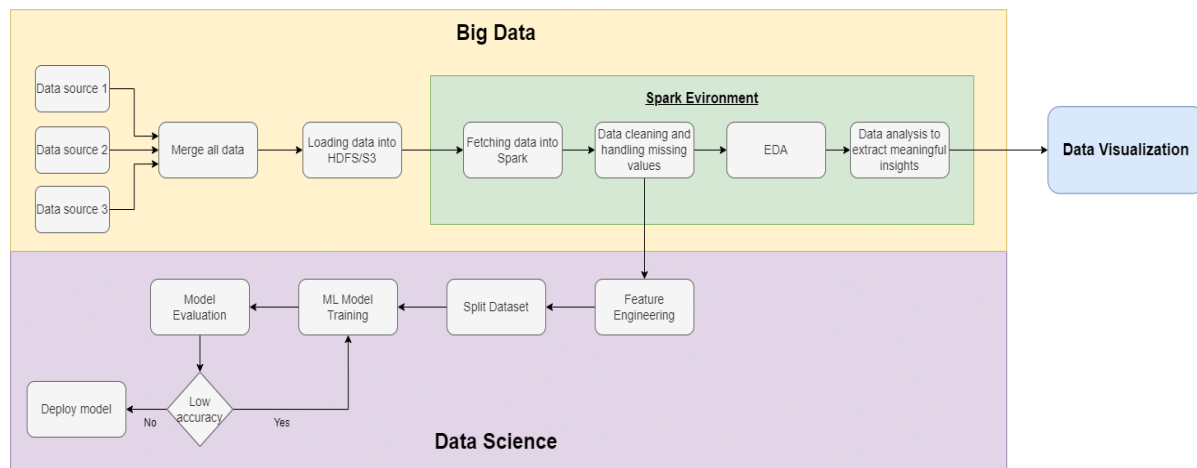 Big Data
Data source 1
Data source 2
Data source 3
Merge all data
Loading data into
HDFS/S3
Spark Evironment
Fetching data into
Spark
Data cleaning and
handling missing
values
EDA
Data analysis to
extract meaningful
insights
Data Visualization
Feature
Engineering
Split Dataset
ML Model
Training
Model
Evaluation
Low
accuracy
Yes
No
Deploy model
Data Science